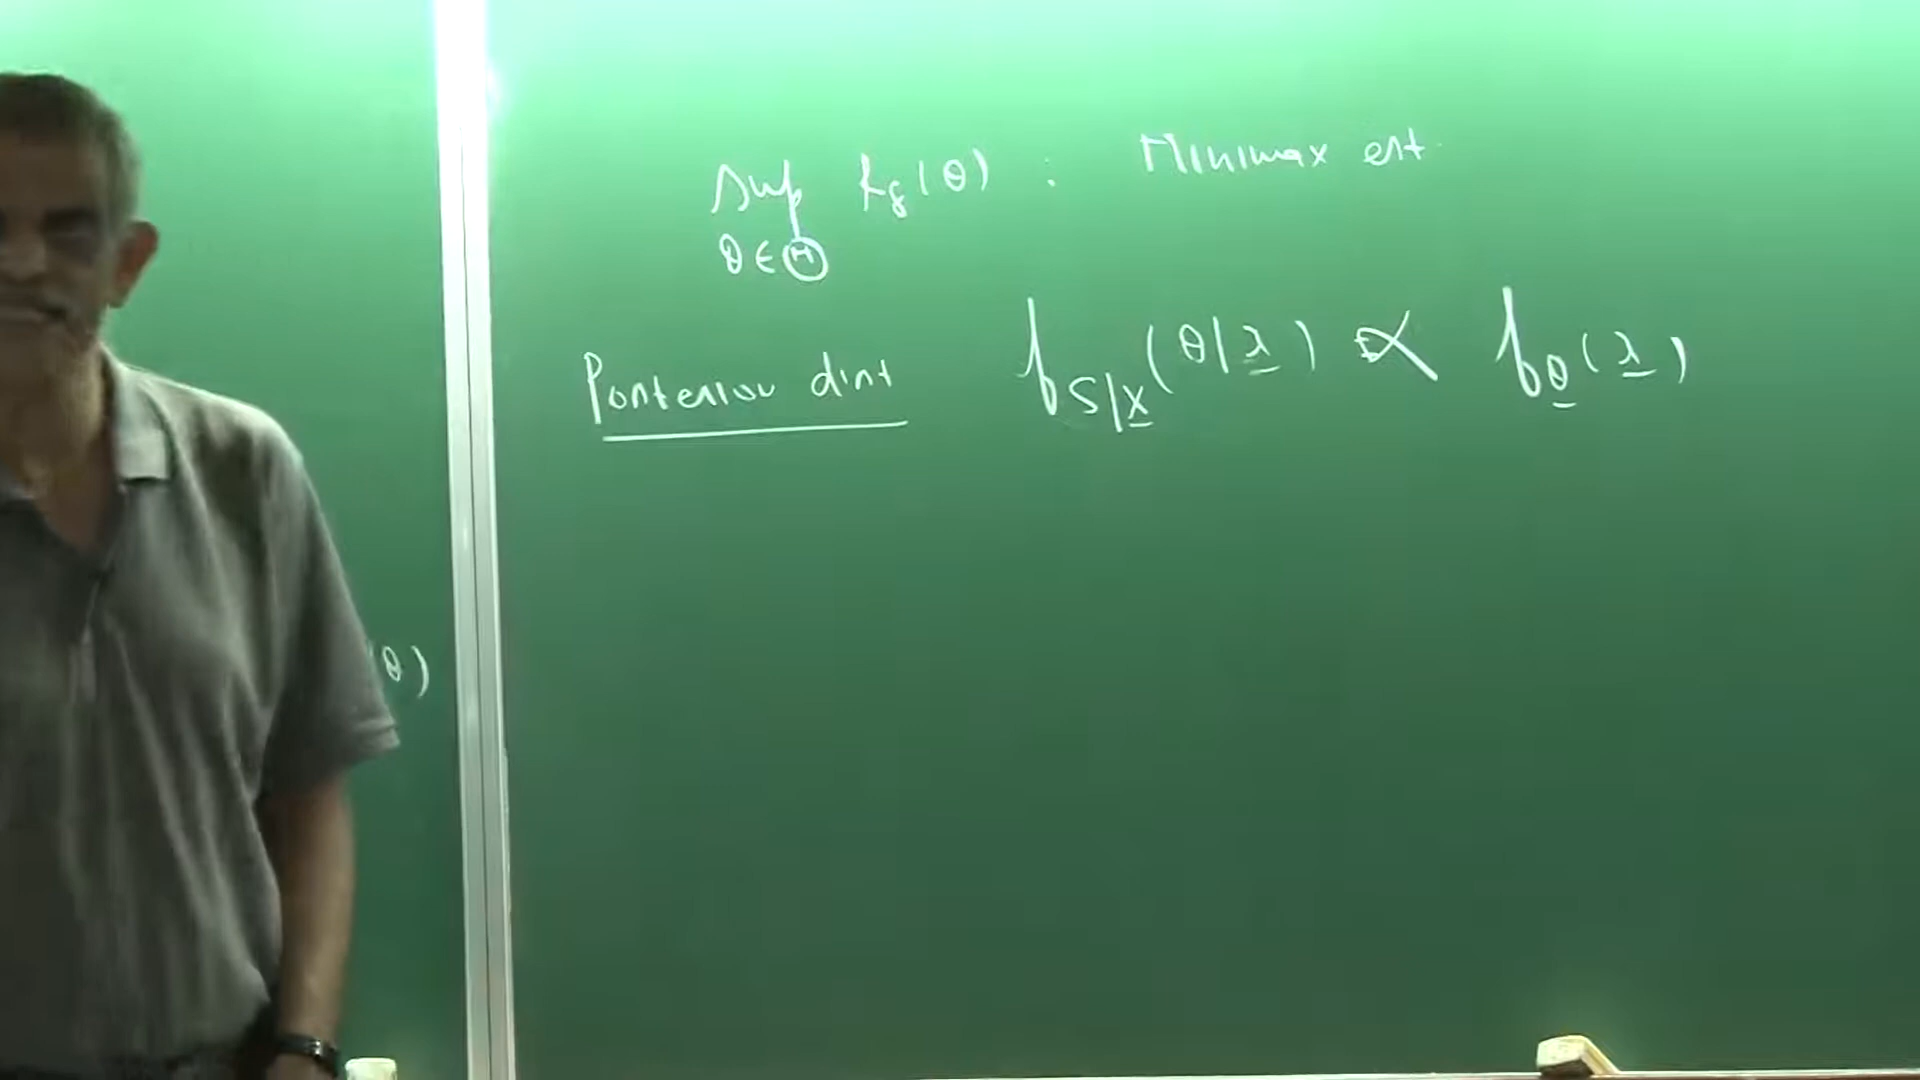 sup R_δ(θ) : Minimax est.
θ ∈ Θ
Posterior dist f_{S|X}(θ|x) ∝ f_θ(x)
θ)